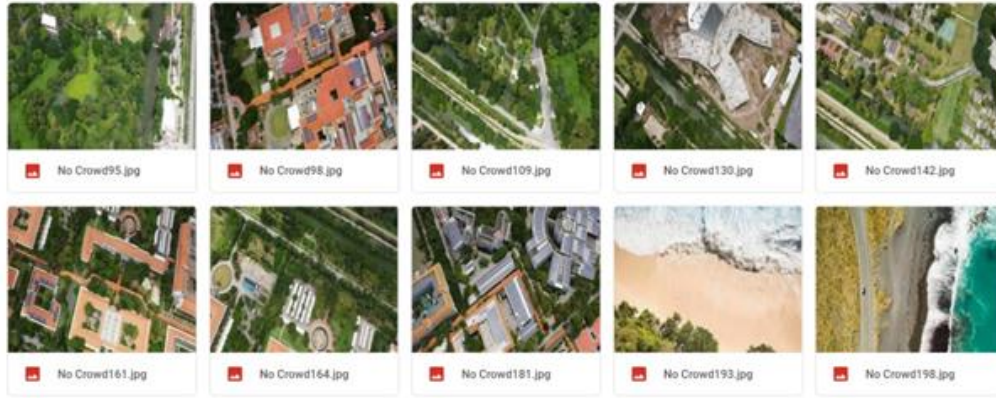 No Crowd95.jpg
No Crowd98.jpg
No Crowd109.jpg
No Crowd130.jpg
No Crowd142.jpg
No Crowd161.jpg
No Crowd164.jpg
No Crowd181.jpg
No Crowd193.jpg
No Crowd198.jpg